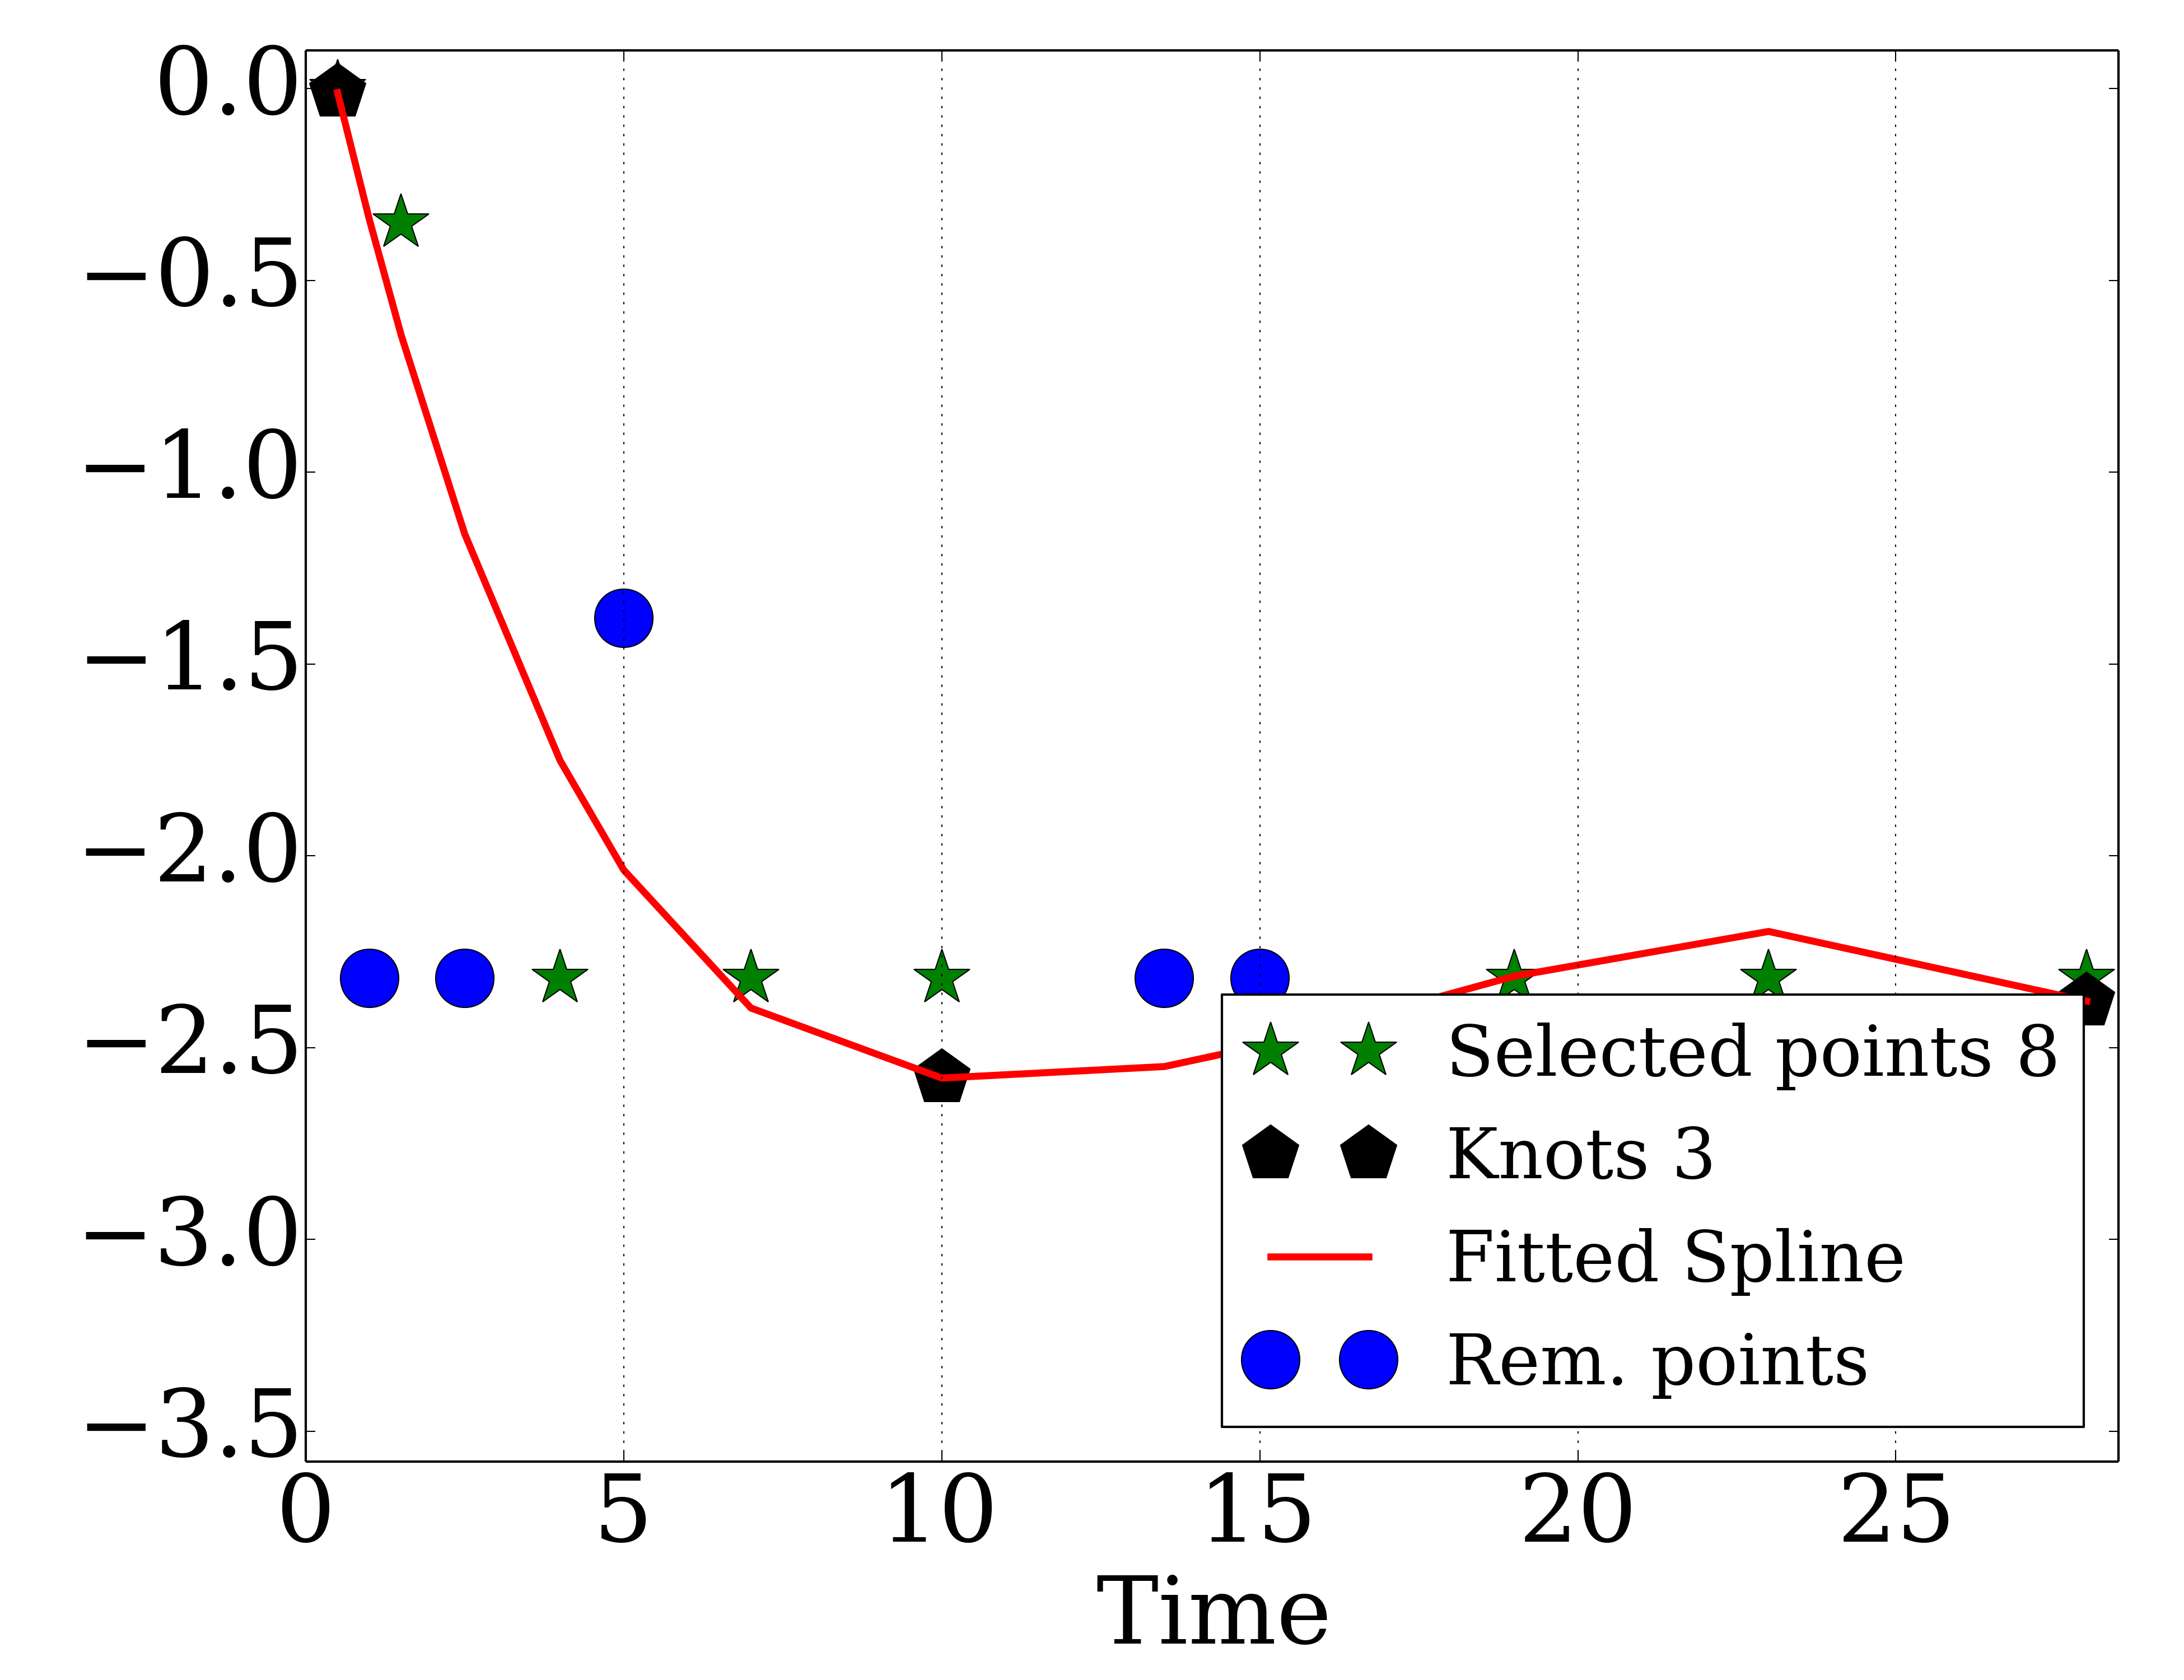 0.0
−0.5
−1.0
−1.5
−2.0
−2.5
−3.0
−3.5
Selected points 8
Knots 3
Fitted Spline
Rem. points
0 5 10 15 20 25
Time